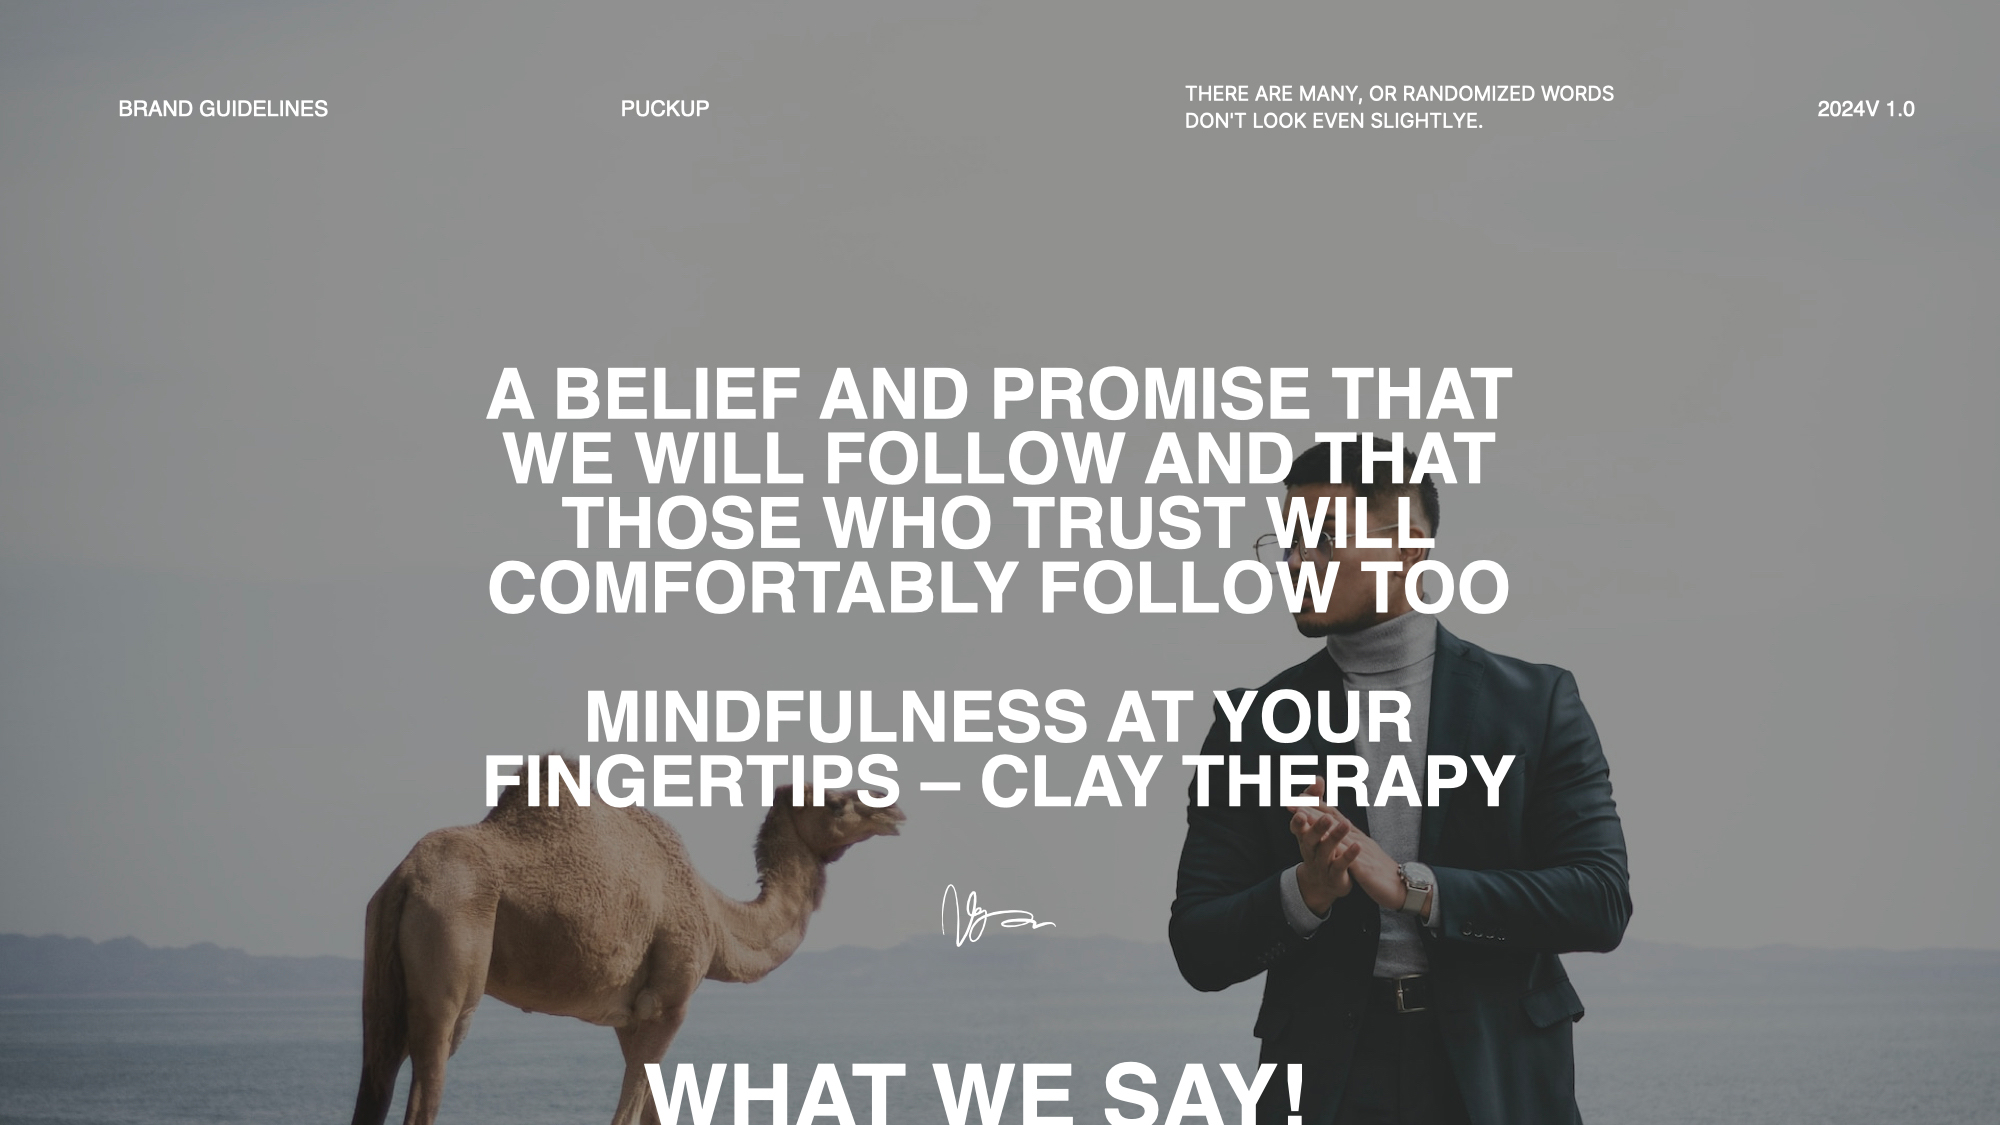 BRAND GUIDELINES
PUCKUP
THERE ARE MANY, OR RANDOMIZED WORDS
DON'T LOOK EVEN SLIGHTLYE.
2024V 1.0
A BELIEF AND PROMISE THAT
WE WILL FOLLOW AND THAT
THOSE WHO TRUST WILL
COMFORTABLY FOLLOW TOO
MINDFULNESS AT YOUR
FINGERTIPS – CLAY THERAPY
WHAT WE SAY!